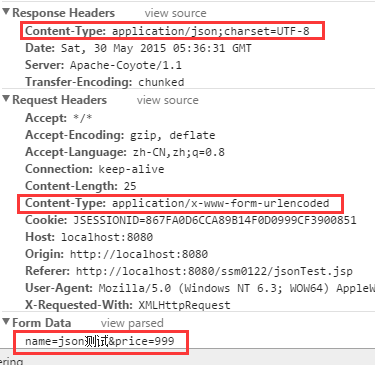 Response Headers view source
Content-Type: application/json;charset=UTF-8
Date: Sat, 30 May 2015 05:36:31 GMT
Server: Apache-Coyote/1.1
Transfer-Encoding: chunked
Request Headers view source
Accept: */*
Accept-Encoding: gzip, deflate
Accept-Language: zh-CN,zh;q=0.8
Connection: keep-alive
Content-Length: 25
Content-Type: application/x-www-form-urlencoded
Cookie: JSESSIONID=867FA0D6CCA89B14F0D0999CF3900851
Host: localhost:8080
Origin: http://localhost:8080
Referer: http://localhost:8080/ssm0122/jsonTest.jsp
User-Agent: Mozilla/5.0 (Windows NT 6.3; WOW64) AppleW
X-Requested-With: XMLHttpRequest
Form Data view parsed
name=json测试&price=999
ering